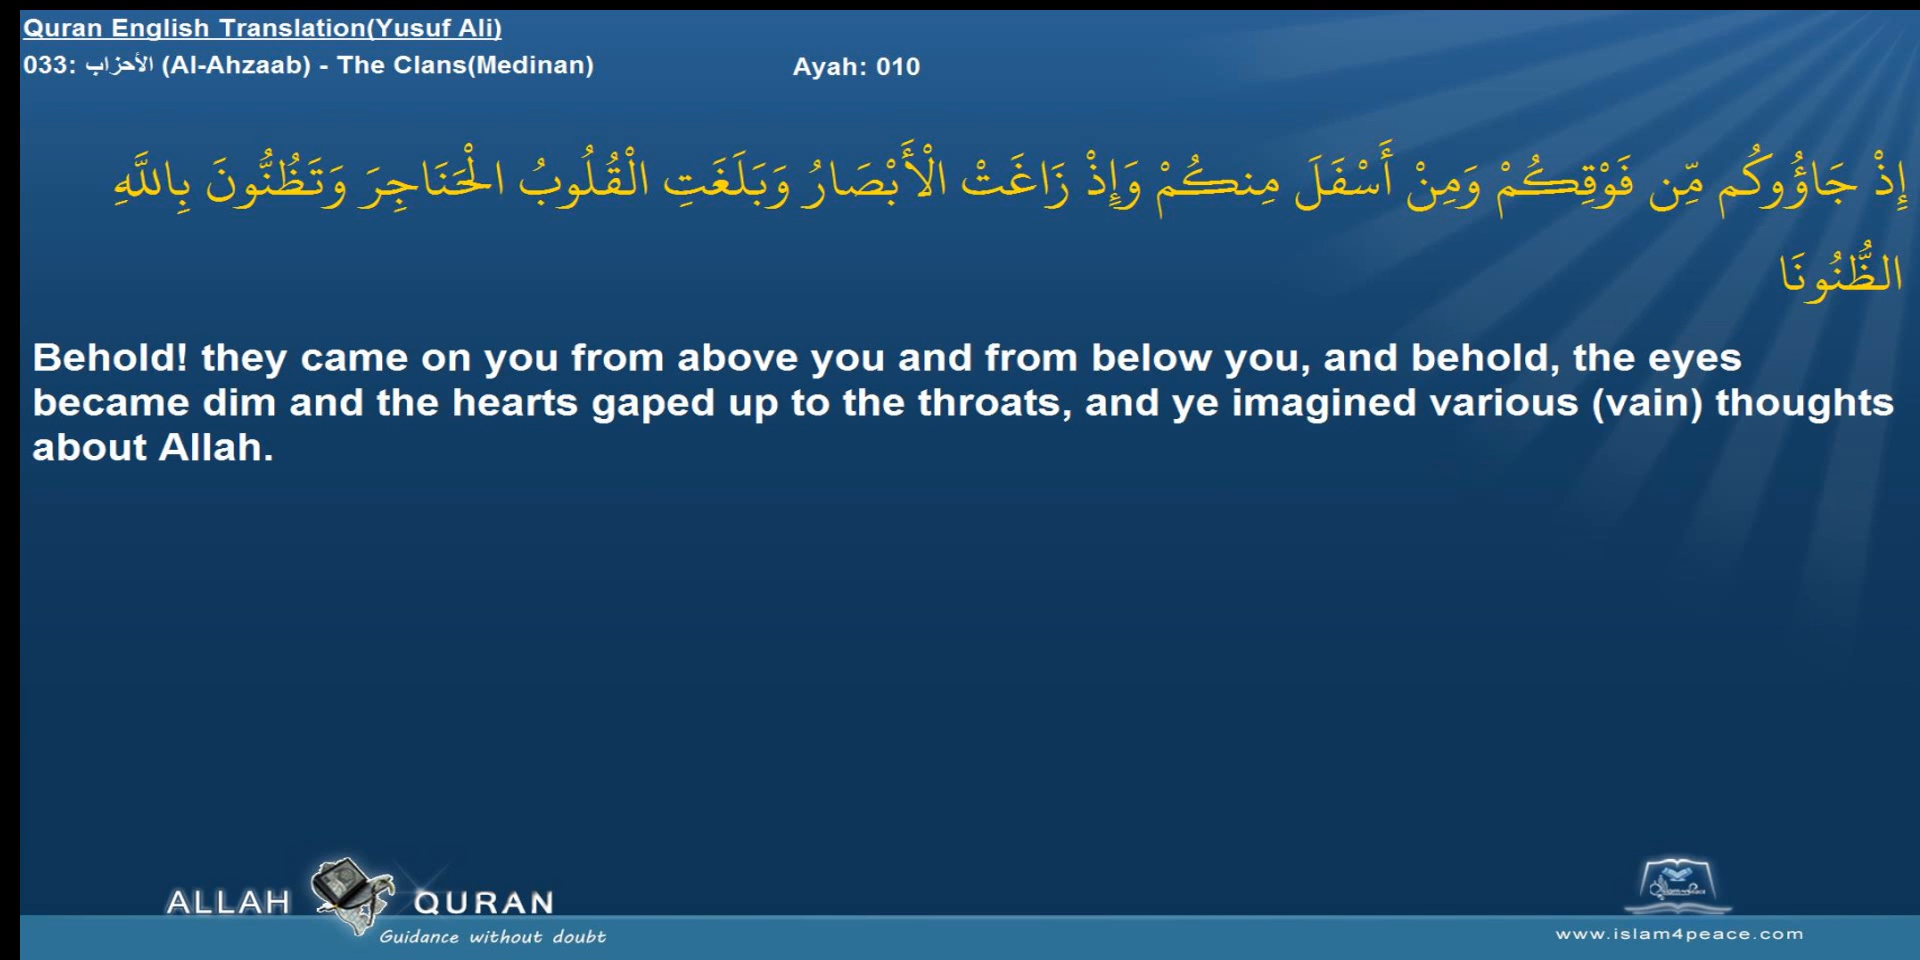 Quran English Translation(Yusuf Ali)
033: الأحزاب (Al-Ahzaab) - The Clans(Medinan) Ayah: 010
إِذْ جَاؤُوكُم مِّن فَوْقِكُمْ وَمِنْ أَسْفَلَ مِنكُمْ وَإِذْ زَاغَتْ الْأَبْصَارُ وَبَلَغَتِ الْقُلُوبُ الْحَنَاجِرَ وَتَظُنُّونَ بِاللَّهِ
الظُّنُونَا
Behold! they came on you from above you and from below you, and behold, the eyes
became dim and the hearts gaped up to the throats, and ye imagined various (vain) thoughts
about Allah.
ALLAH QURAN
Guidance without doubt
www.islam4peace.com